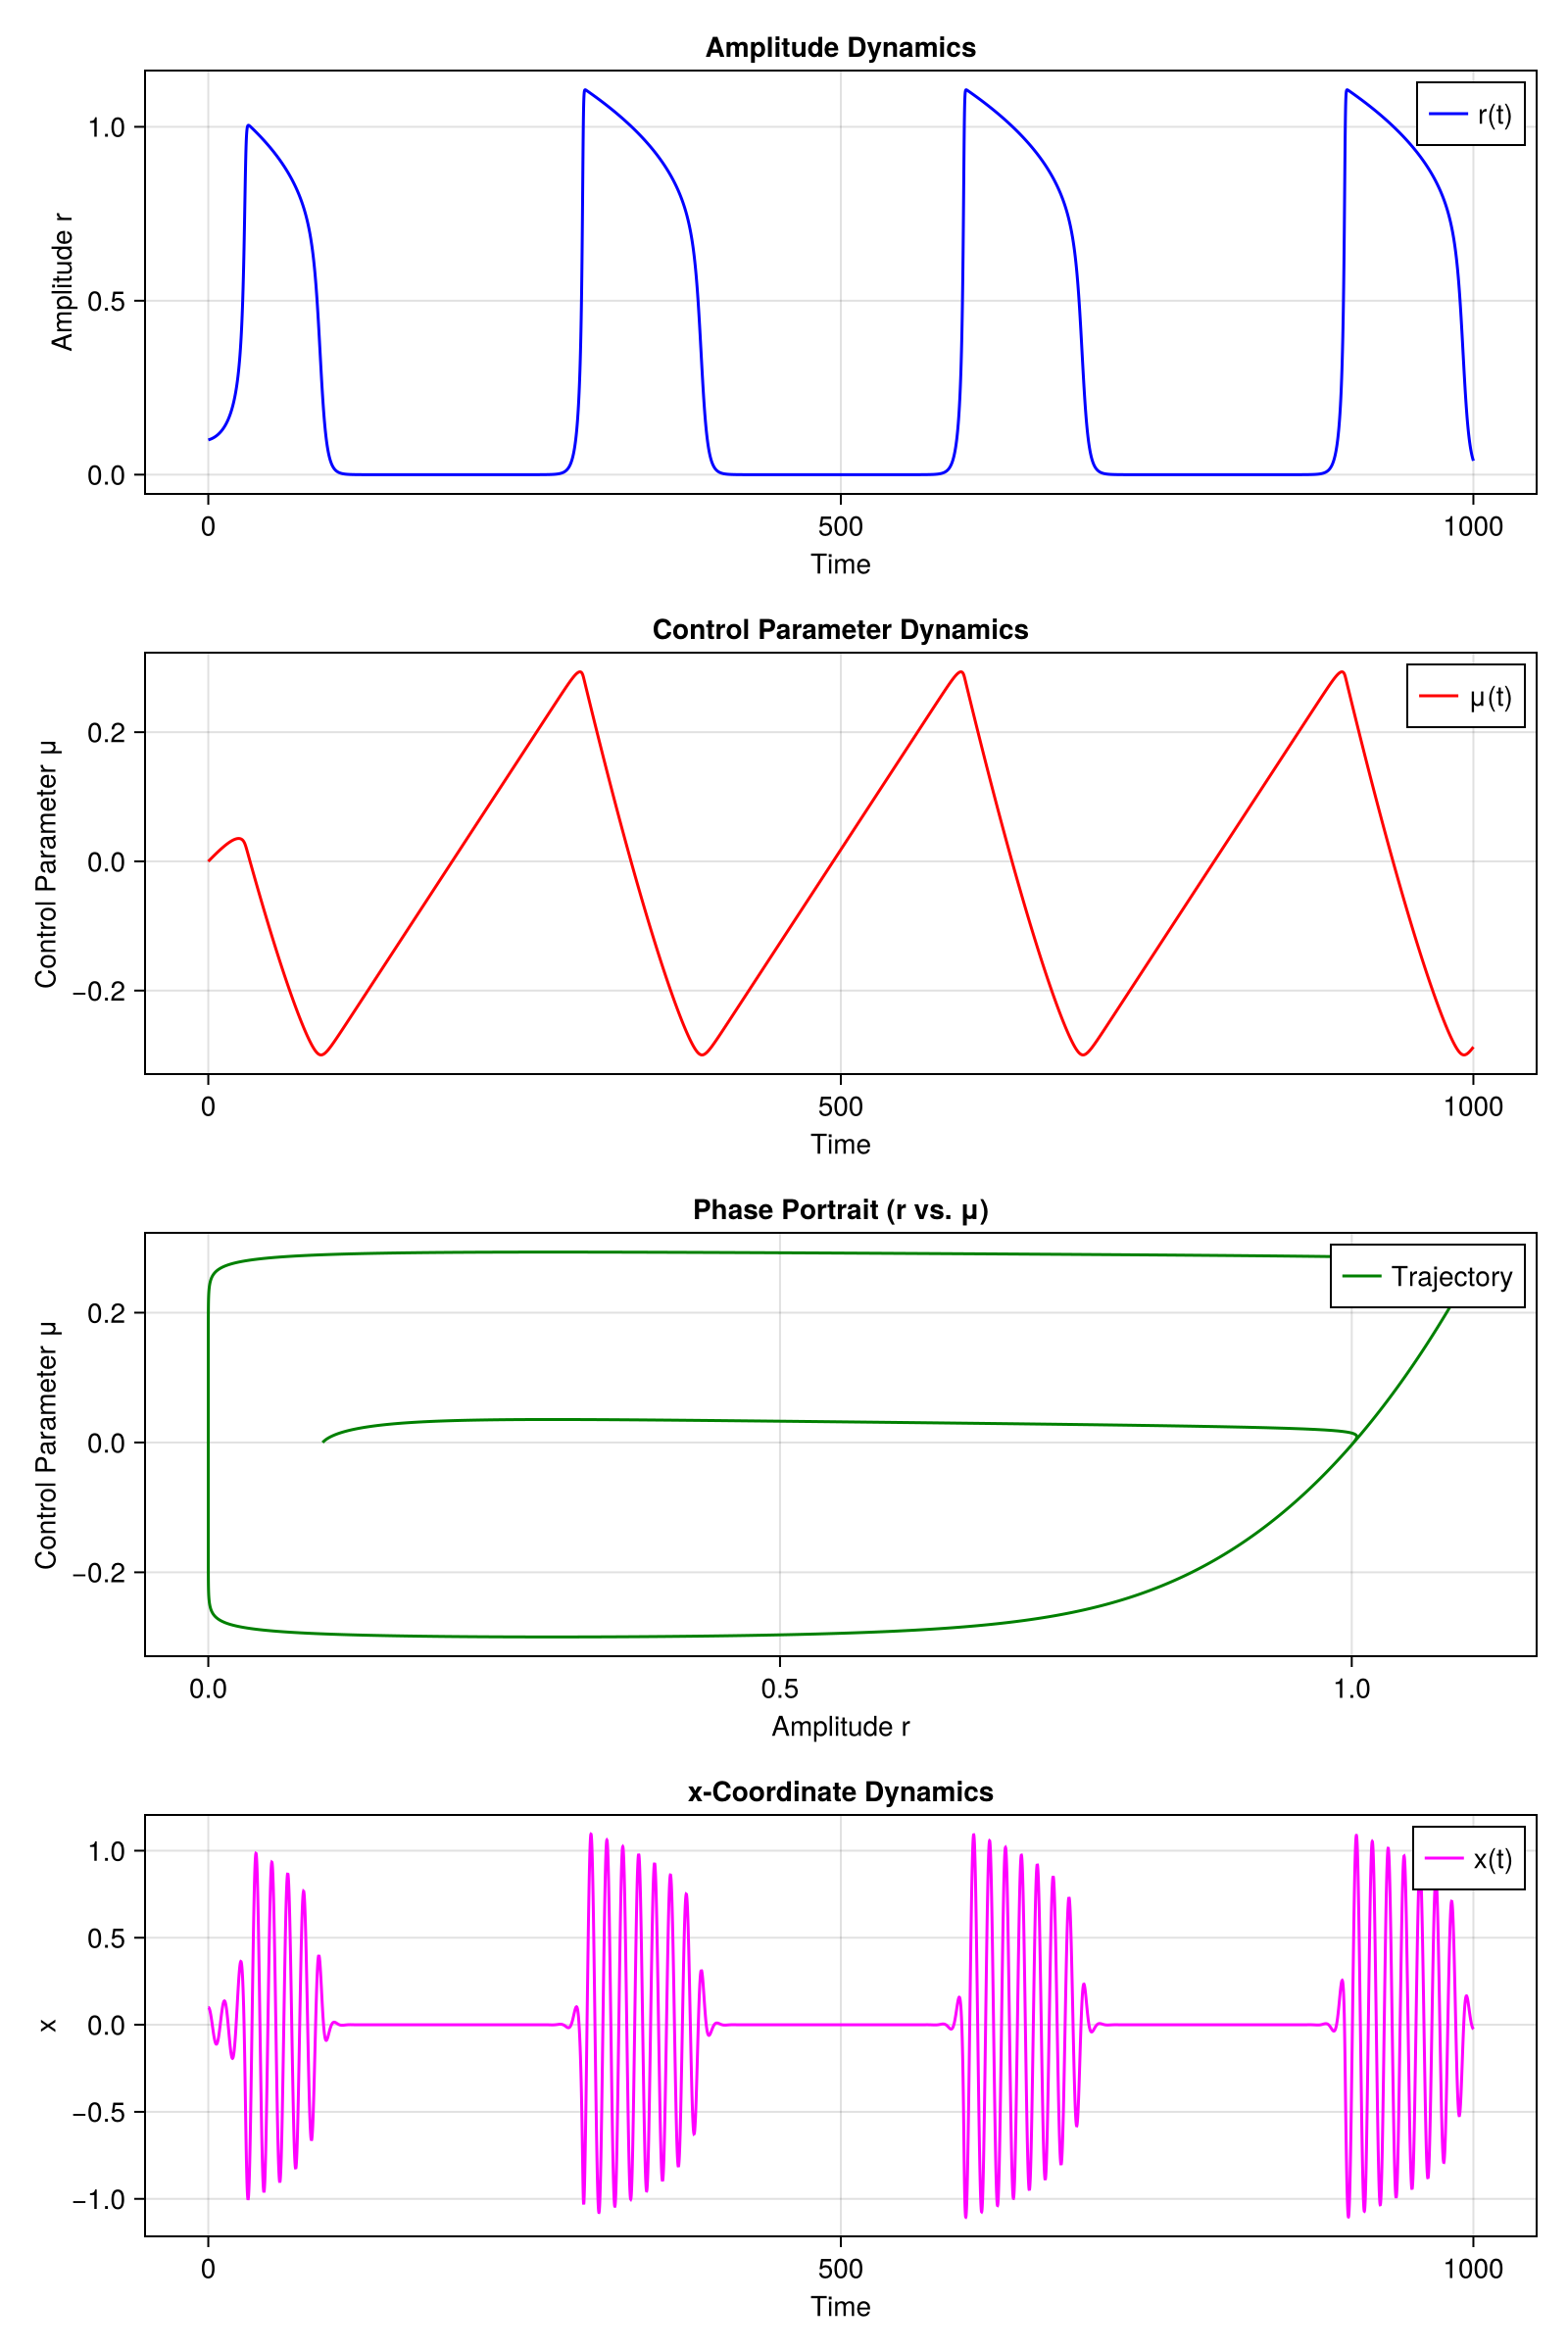 Amplitude Dynamics
r(t)
1.0
0.5
0.0
Amplitude r
0
500
1000
Time
Control Parameter Dynamics
μ(t)
0.2
0.0
−0.2
Control Parameter μ
0
500
1000
Time
Phase Portrait (r vs. μ)
Trajectory
0.2
0.0
−0.2
Control Parameter μ
0.0
0.5
1.0
Amplitude r
x-Coordinate Dynamics
x(t)
1.0
0.5
0.0
−0.5
−1.0
x
0
500
1000
Time